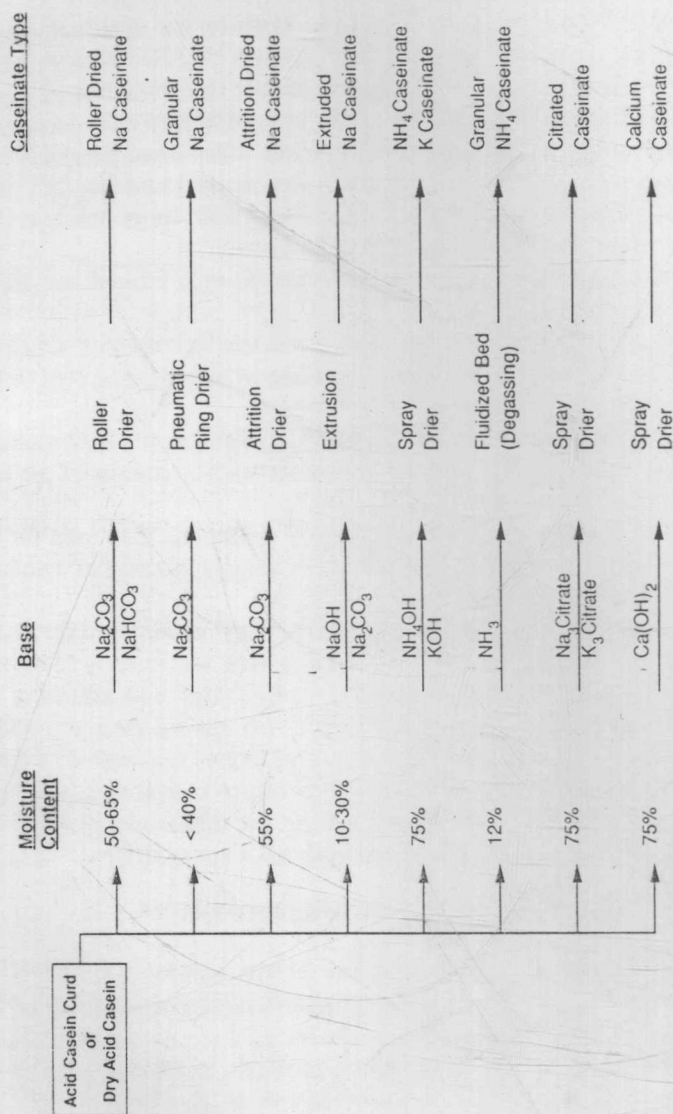 Moisture
Content
Base
Caseinate Type
Acid Casein Curd
or
Dry Acid Casein
50-65%
Na2CO3
NaHCO3
Roller
Drier
Roller Dried
Na Caseinate
< 40%
Na2CO3
Pneumatic
Ring Drier
Granular
Na Caseinate
55%
Na2CO3
Attrition
Drier
Attrition Dried
Na Caseinate
10-30%
NaOH
Na2CO3
Extrusion
Extruded
Na Caseinate
75%
NH4OH
KOH
Spray
Drier
NH4 Caseinate
K Caseinate
12%
NH3
Fluidized Bed
(Degassing)
Granular
NH4 Caseinate
75%
Na3Citrate
K3Citrate
Spray
Drier
Citrated
Caseinate
75%
Ca(OH)2
Spray
Drier
Calcium
Caseinate